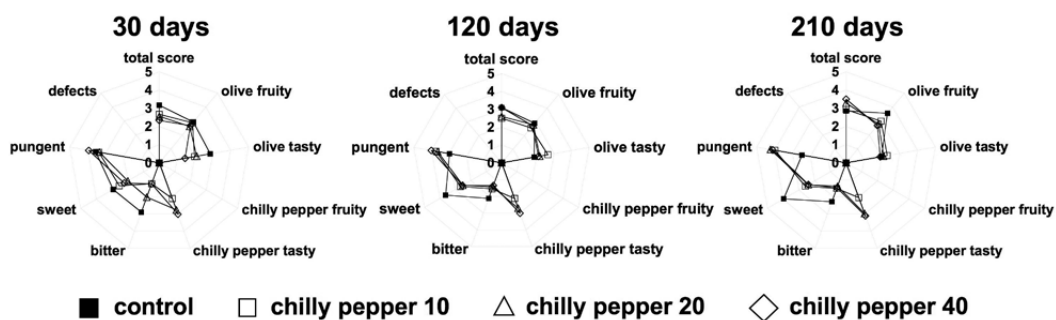 30 days
120 days
210 days
total score
5
4
3
2
1
0
olive fruity
olive tasty
chilly pepper fruity
chilly pepper tasty
bitter
sweet
pungent
defects
total score
5
4
3
2
1
0
olive fruity
olive tasty
chilly pepper fruity
chilly pepper tasty
bitter
sweet
pungent
defects
total score
5
4
3
2
1
0
olive fruity
olive tasty
chilly pepper fruity
chilly pepper tasty
bitter
sweet
pungent
defects
control
chilly pepper 10
chilly pepper 20
chilly pepper 40